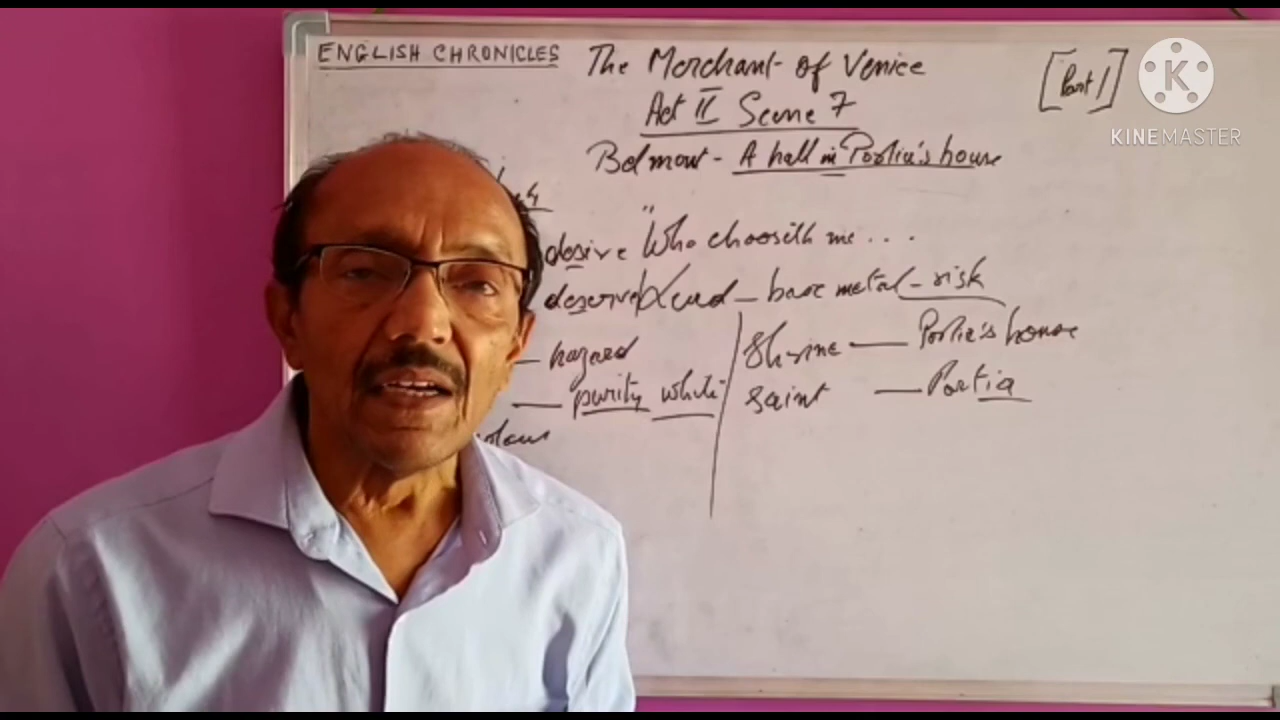 ENGLISH CHRONICLES
The Merchant of Venice
[Part 1]
Act II Scene 7
Belmont - A hall in Portia's house
desire "Who chooseth me ....
deserve Lead - base metal - risk
- hazard
- purity white
Shrine - Portia's house
Saint - Portia
K
KINEMASTER